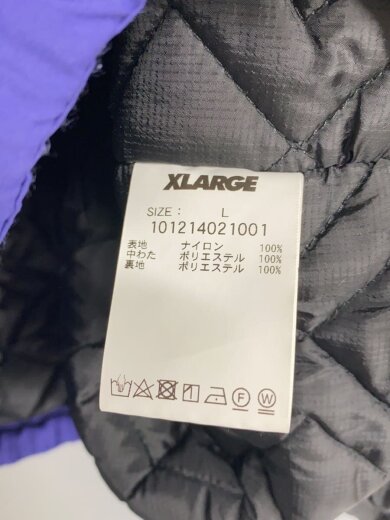 XLARGE
SIZE: L
101214021001
表地 ナイロン 100%
中わた ポリエステル 100%
裏地 ポリエステル 100%
F W